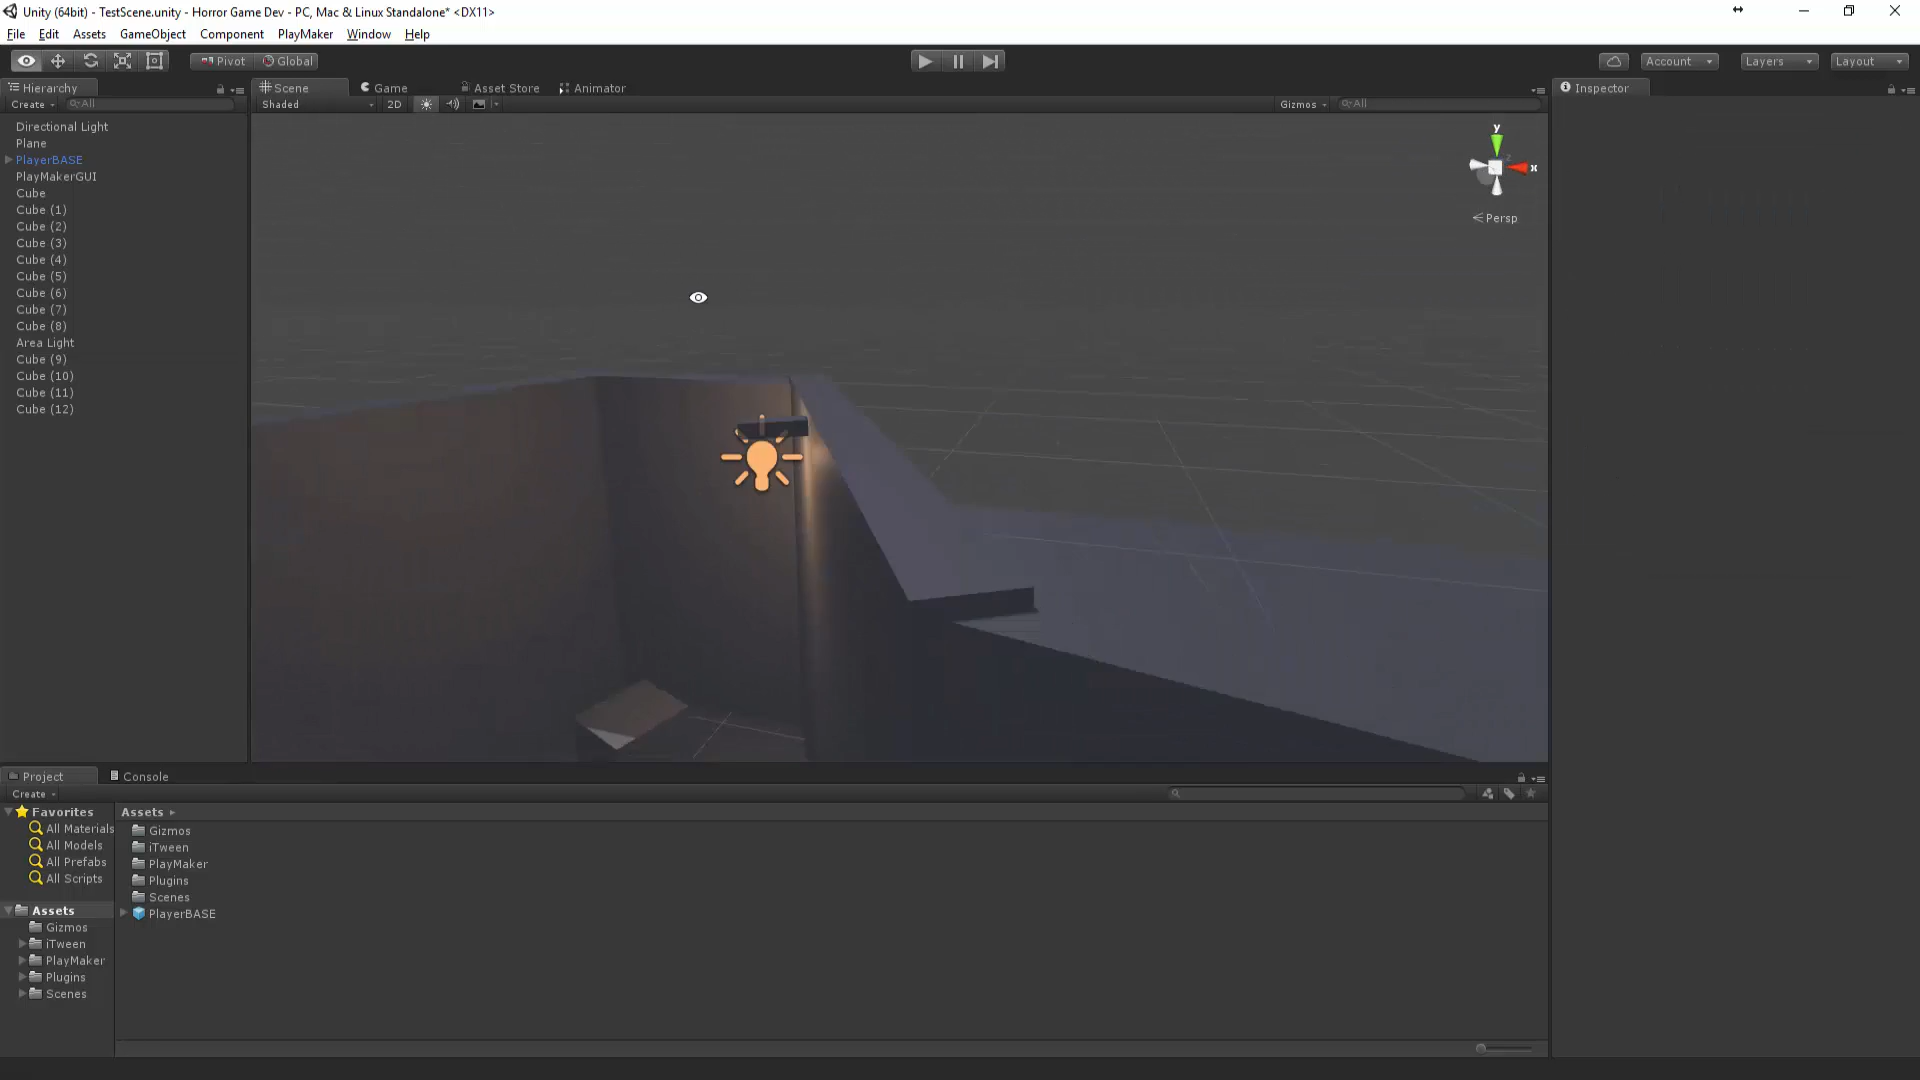 Unity (64bit) - TestScene.unity - Horror Game Dev - PC, Mac & Linux Standalone* <DX11>
File Edit Assets GameObject Component PlayMaker Window Help
Pivot Global Account Layers Layout
Hierarchy Scene Game Asset Store Animator Inspector
Create All Shaded 2D Gizmos All
Directional Light
Plane
PlayerBASE
PlayMakerGUI
Cube
Cube (1)
Cube (2)
Cube (3)
Cube (4)
Cube (5)
Cube (6)
Cube (7)
Cube (8)
Area Light
Cube (9)
Cube (10)
Cube (11)
Cube (12)
y
x
z
Persp
Project Console
Create
Favorites
All Materials
All Models
All Prefabs
All Scripts
Assets
Gizmos
iTween
PlayMaker
Plugins
Scenes
Assets
Gizmos
iTween
PlayMaker
Plugins
Scenes
PlayerBASE